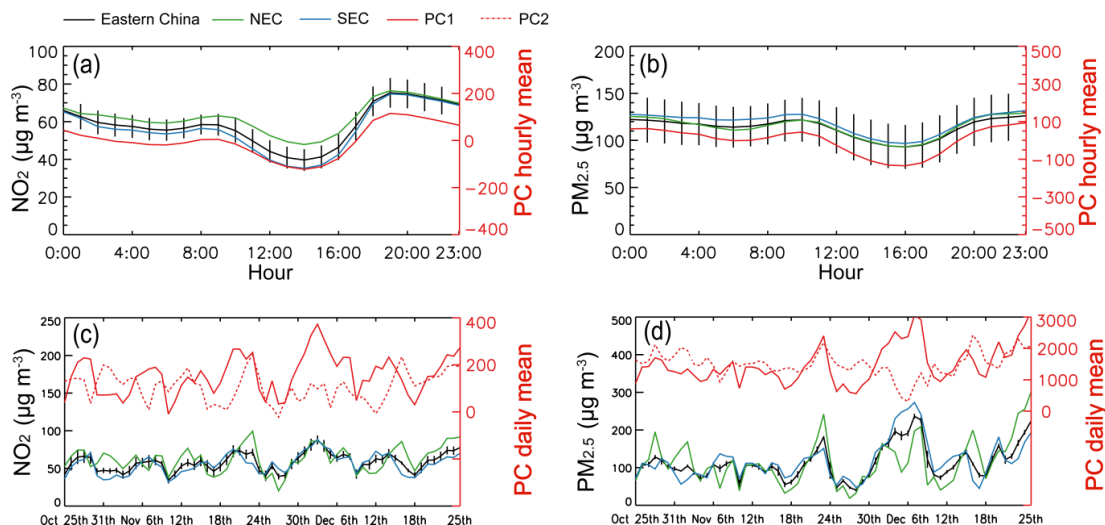 Eastern China NEC SEC PC1 PC2
(a)
100
80
60
40
20
0
NO2 (μg m-3)
400
200
0
−200
−400
PC hourly mean
0:00 4:00 8:00 12:00 16:00 20:00 23:00
Hour
(b)
200
150
100
50
0
PM2.5 (μg m-3)
500
400
300
200
100
0
−100
−200
−300
−400
−500
PC hourly mean
0:00 4:00 8:00 12:00 16:00 20:00 23:00
Hour
(c)
250
200
150
100
50
0
NO2 (μg m-3)
400
200
0
PC daily mean
Oct 25th 31th Nov 6th 12th 18th 24th 30th Dec 6th 12th 18th 25th
(d)
500
400
300
200
100
0
PM2.5 (μg m-3)
3000
2000
1000
0
PC daily mean
Oct 25th 31th Nov 6th 12th 18th 24th 30th Dec 6th 12th 18th 25th